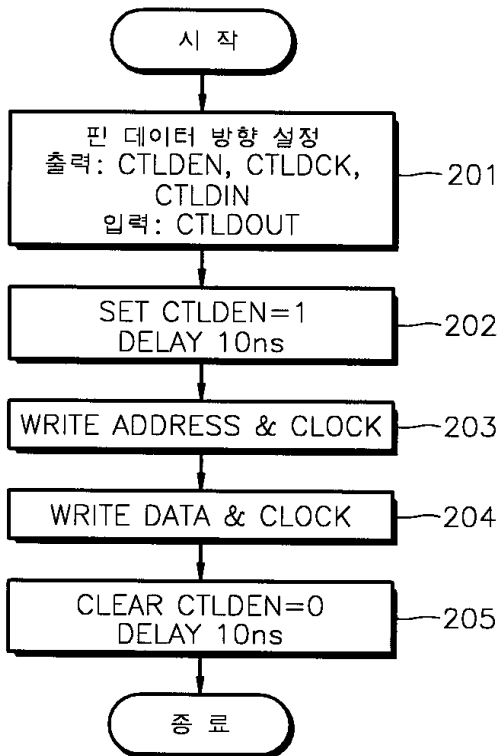 시 작
핀 데이터 방향 설정
출력: CTLDEN, CTLDCK,
CTLDIN
입력: CTLDOUT
201
SET CTLDEN=1
DELAY 10ns
202
WRITE ADDRESS & CLOCK
203
WRITE DATA & CLOCK
204
CLEAR CTLDEN=0
DELAY 10ns
205
종 료